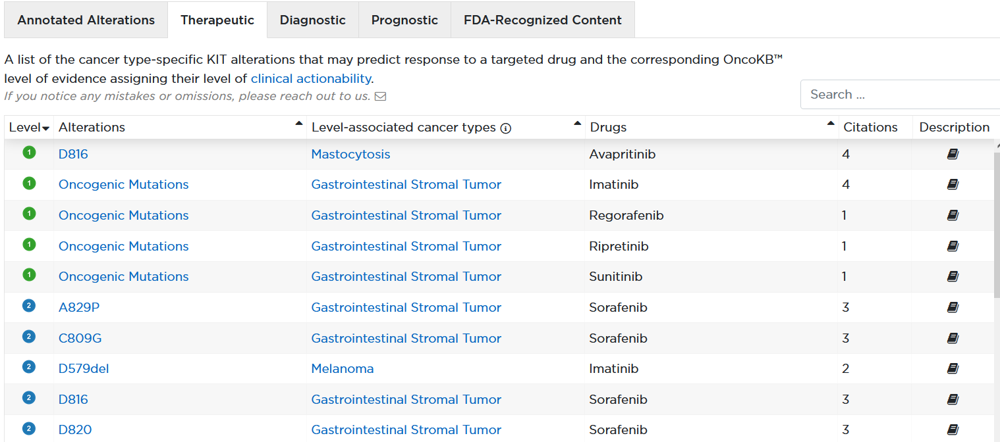 Annotated Alterations Therapeutic Diagnostic Prognostic FDA-Recognized Content
A list of the cancer type-specific KIT alterations that may predict response to a targeted drug and the corresponding OncoKB™
level of evidence assigning their level of clinical actionability.
If you notice any mistakes or omissions, please reach out to us.
Search ...
Level Alterations Level-associated cancer types Drugs Citations Description
1 D816 Mastocytosis Avapritinib 4
1 Oncogenic Mutations Gastrointestinal Stromal Tumor Imatinib 4
1 Oncogenic Mutations Gastrointestinal Stromal Tumor Regorafenib 1
1 Oncogenic Mutations Gastrointestinal Stromal Tumor Ripretinib 1
1 Oncogenic Mutations Gastrointestinal Stromal Tumor Sunitinib 1
2 A829P Gastrointestinal Stromal Tumor Sorafenib 3
2 C809G Gastrointestinal Stromal Tumor Sorafenib 3
2 D579del Melanoma Imatinib 2
2 D816 Gastrointestinal Stromal Tumor Sorafenib 3
2 D820 Gastrointestinal Stromal Tumor Sorafenib 3